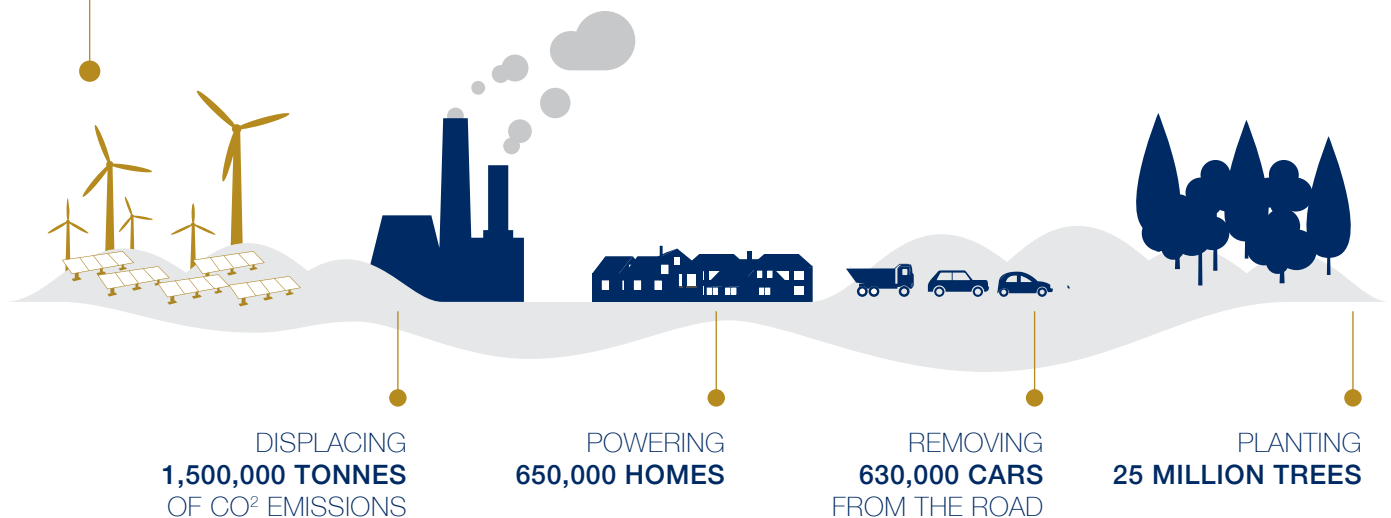 DISPLACING
1,500,000 TONNES
OF CO² EMISSIONS
POWERING
650,000 HOMES
REMOVING
630,000 CARS
FROM THE ROAD
PLANTING
25 MILLION TREES